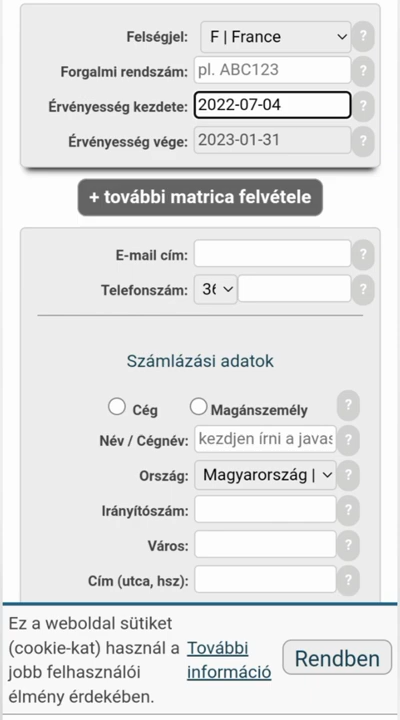 Felségjel: F | France ?
Forgalmi rendszám: pl. ABC123 ?
Érvényesség kezdete: 2022-07-04 ?
Érvényesség vége: 2023-01-31 ?
+ további matrica felvétele
E-mail cím: ?
Telefonszám: 36 ?
Számlázási adatok
Cég Magánszemély ?
Név / Cégnév: kezdjen írni a javas ?
Ország: Magyarország | ?
Irányítószám: ?
Város: ?
Cím (utca, hsz): ?
Ez a weboldal sütiket
(cookie-kat) használ a
jobb felhasználói
élmény érdekében.
További
információ
Rendben